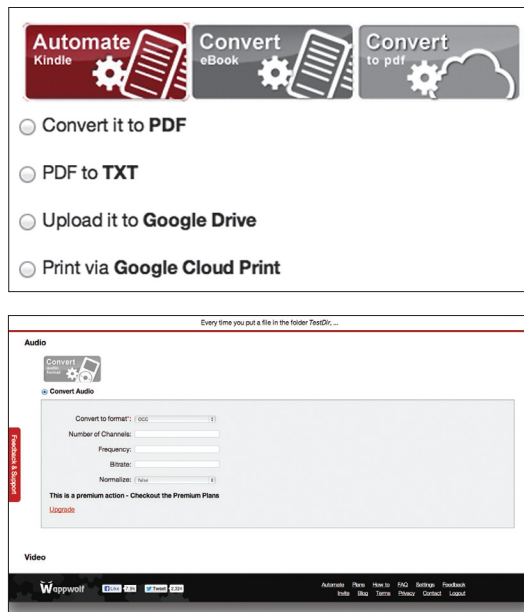 Automate
Kindle
Convert
eBook
Convert
to pdf
Convert it to PDF
PDF to TXT
Upload it to Google Drive
Print via Google Cloud Print
Every time you put a file in the folder TestDir, ...
Audio
Convert
audio
format
Convert Audio
Convert to format*: OGG
Number of Channels:
Frequency:
Bitrate:
Normalize: false
This is a premium action - Checkout the Premium Plans
Upgrade
Feedback & Support
Video
Wappwolf Like Tweet
Automate Plans How to FAQ Settings Feedback
Invite Blog Terms Privacy Contact Logout